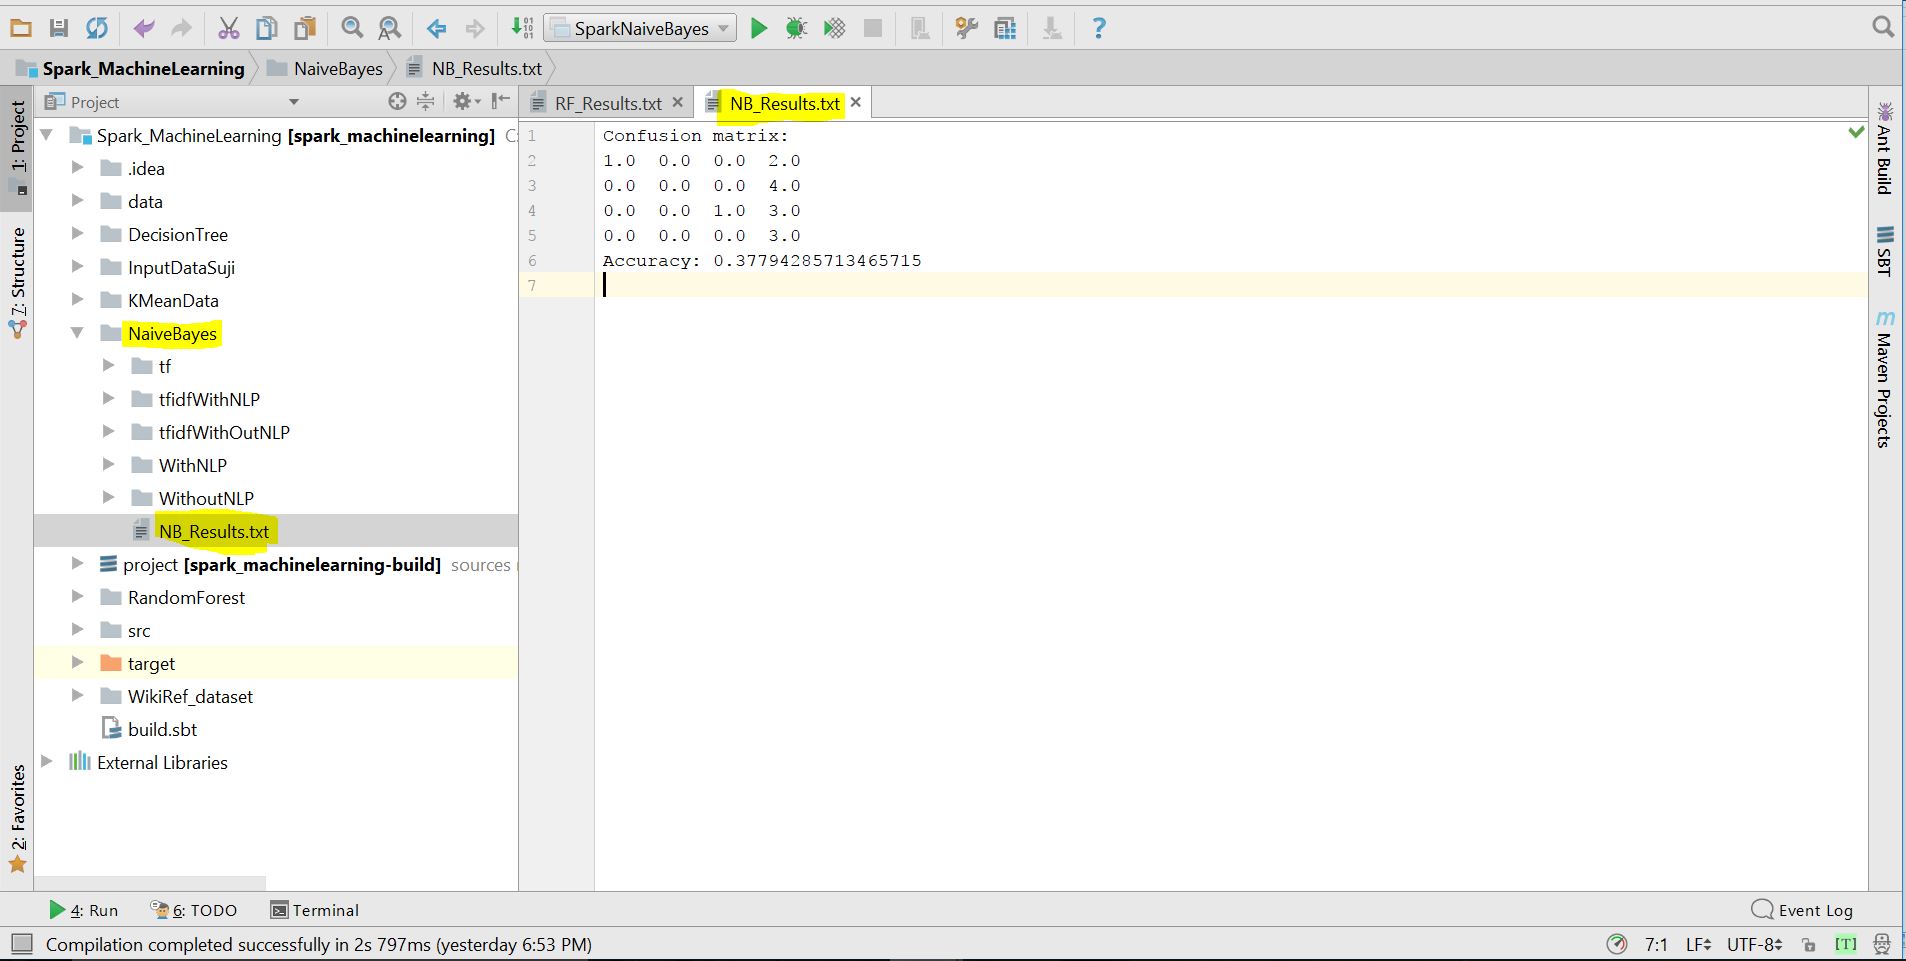 SparkNaiveBayes
Spark_MachineLearning
NaiveBayes
NB_Results.txt
1: Project
7: Structure
2: Favorites
Project
Spark_MachineLearning [spark_machinelearning] C:
.idea
data
DecisionTree
InputDataSuji
KMeanData
NaiveBayes
tf
tfidfWithNLP
tfidfWithOutNLP
WithNLP
WithoutNLP
NB_Results.txt
project [spark_machinelearning-build] sources
RandomForest
src
target
WikiRef_dataset
build.sbt
External Libraries
RF_Results.txt
NB_Results.txt
1 Confusion matrix:
2 1.0 0.0 0.0 2.0
3 0.0 0.0 0.0 4.0
4 0.0 0.0 1.0 3.0
5 0.0 0.0 0.0 3.0
6 Accuracy: 0.37794285713465715
7
Ant Build
SBT
Maven Projects
4: Run
6: TODO
Terminal
Event Log
Compilation completed successfully in 2s 797ms (yesterday 6:53 PM)
7:1 LF UTF-8 [T]